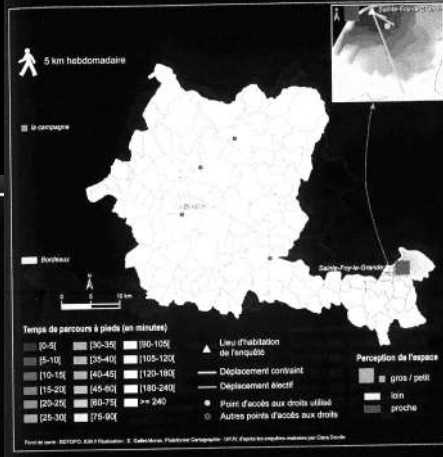 Sainte-Foy-la-Grande
5 km hebdomadaire
la campagne
Bordeaux
N
0 5 10 km
Sainte-Foy-la-Grande
Temps de parcours à pieds (en minutes)
[0-5[
[5-10[
[10-15[
[15-20[
[20-25[
[25-30[
[30-35[
[35-40[
[40-45[
[45-60[
[60-75[
[75-90[
[90-105[
[105-120[
[120-180[
[180-240[
>= 240
Lieu d'habitation
de l'enquêté
Déplacement contraint
Déplacement électif
Point d'accès aux droits utilisé
Autres points d'accès aux droits
Perception de l'espace
gros / petit
loin
proche